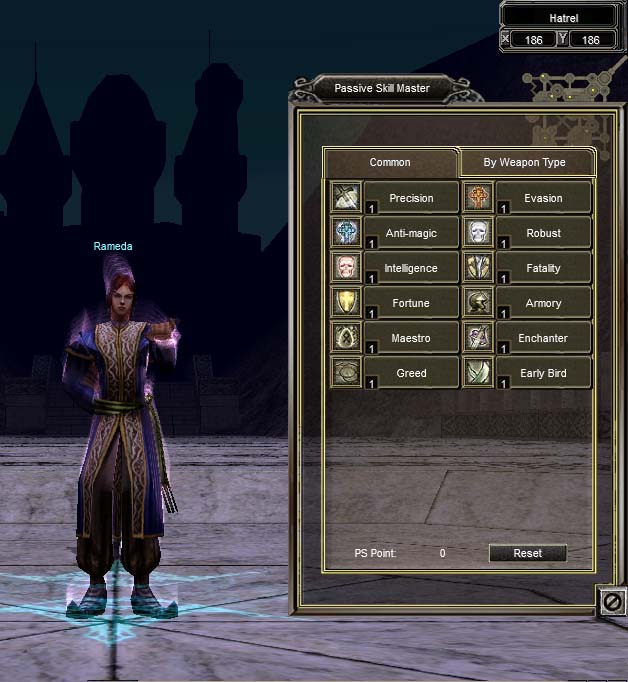 Hatrel
X 186 Y 186
Passive Skill Master
Common By Weapon Type
1 Precision 1 Evasion
1 Anti-magic 1 Robust
1 Intelligence 1 Fatality
1 Fortune 1 Armory
1 Maestro 1 Enchanter
1 Greed 1 Early Bird
Rameda
PS Point: 0 Reset